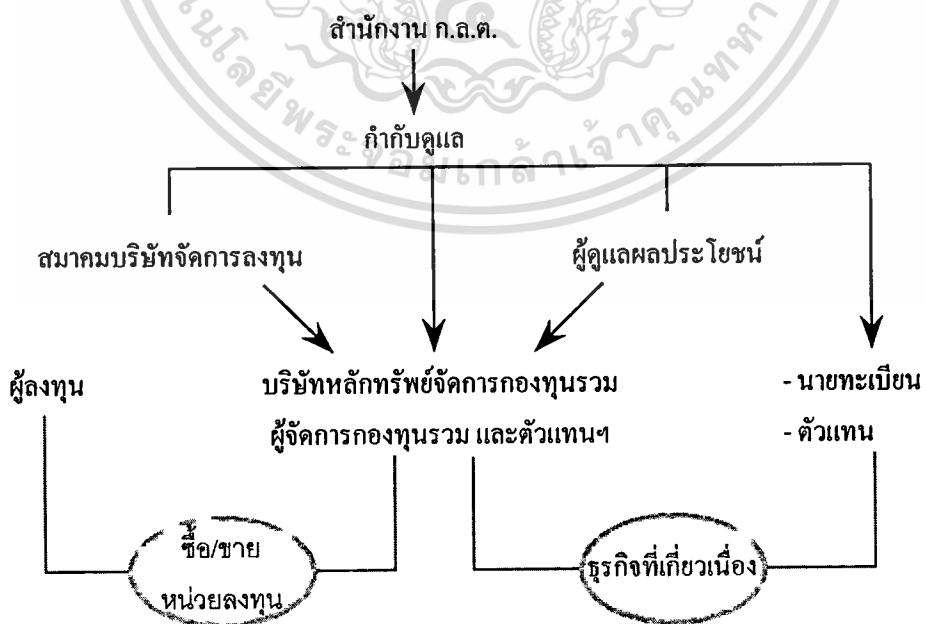 สำนักงาน ก.ล.ต.
กำกับดูแล
สมาคมบริษัทจัดการลงทุน
ผู้ดูแลผลประโยชน์
ผู้ลงทุน
บริษัทหลักทรัพย์จัดการกองทุนรวม
- นายทะเบียน
ผู้จัดการกองทุนรวม และตัวแทนฯ
- ตัวแทน
ซื้อ/ขาย
หน่วยลงทุน
ธุรกิจที่เกี่ยวเนื่อง